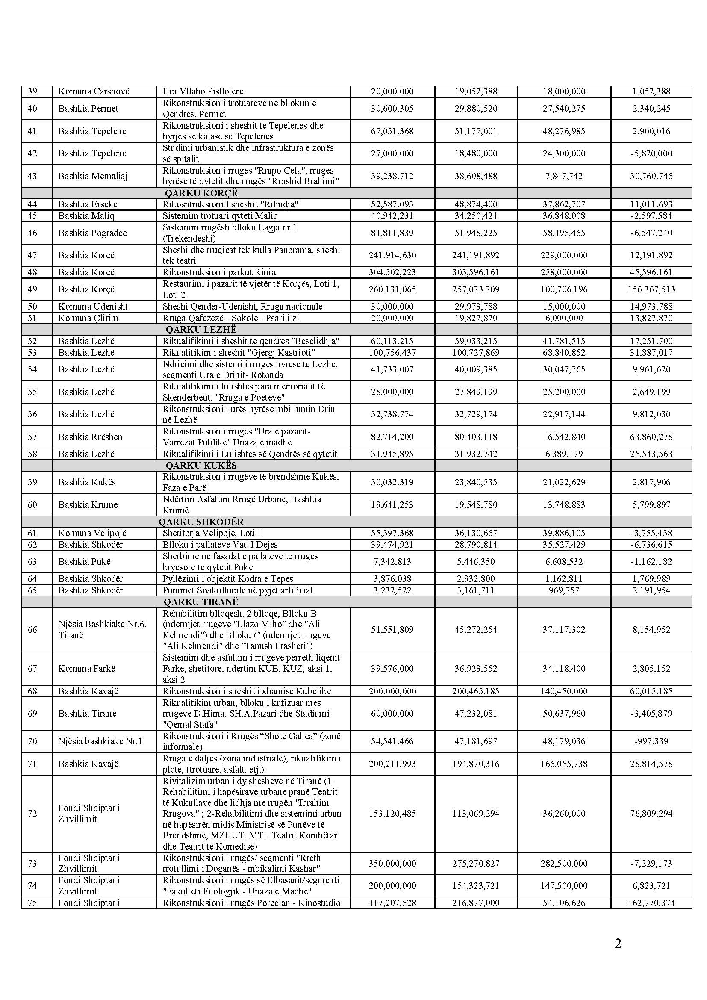 39 Komuna Carshovë Ura Vllaho Pisllotere 20,000,000 19,052,388 18,000,000 1,052,388
40 Bashkia Përmet Rikonstruksion i trotuareve ne bllokun e
Qendres, Permet 30,600,305 29,880,520 27,540,275 2,340,245
41 Bashkia Tepelene Rikonstruksioni i sheshit te Tepelenes dhe
hyrjes se kalase se Tepelenes 67,051,368 51,177,001 48,276,985 2,900,016
42 Bashkia Tepelene Studimi urbanistik dhe infrastruktura e zonës
së spitalit 27,000,000 18,480,000 24,300,000 -5,820,000
43 Bashkia Memaliaj Rikonstruksion i rrugës "Rrapo Cela", rrugës
hyrëse të qytetit dhe rrugës "Rrashid Brahimi" 39,238,712 38,608,488 7,847,742 30,760,746
QARKU KORÇË
44 Bashkia Erseke Rikosntruksioni I sheshit "Rilindja" 52,587,093 48,874,400 37,862,707 11,011,693
45 Bashkia Maliq Sistemim trotuari qyteti Maliq 40,942,231 34,250,424 36,848,008 -2,597,584
46 Bashkia Pogradec Sistemim rrugësh blloku Lagja nr.1
(Trekëndëshi) 81,811,839 51,948,225 58,495,465 -6,547,240
47 Bashkia Korcë Sheshi dhe rrugicat tek kulla Panorama, sheshi
tek teatri 241,914,630 241,191,892 229,000,000 12,191,892
48 Bashkia Korcë Rikonstruksion i parkut Rinia 304,502,223 303,596,161 258,000,000 45,596,161
49 Bashkia Korçë Restaurimi i pazarit të vjetër të Korçës, Loti 1,
Loti 2 260,131,065 257,073,709 100,706,196 156,367,513
50 Komuna Udenisht Sheshi Qendër-Udenisht, Rruga nacionale 30,000,000 29,973,788 15,000,000 14,973,788
51 Komuna Çlirim Rruga Qafezezë - Sokole - Psari i zi 20,000,000 19,827,870 6,000,000 13,827,870
QARKU LEZHË
52 Bashkia Lezhë Rikualifikimi i sheshit te qendres "Beselidhja" 60,113,215 59,033,215 41,781,515 17,251,700
53 Bashkia Lezhë Rikualifikim i sheshit "Gjergj Kastrioti" 100,756,437 100,727,869 68,840,852 31,887,017
54 Bashkia Lezhë Ndricimi dhe sistemi i rruges hyrese te Lezhe,
segmenti Ura e Drinit- Rotonda 41,733,007 40,009,385 30,047,765 9,961,620
55 Bashkia Lezhë Rikualifikimi i lulishtes para memorialit të
Skënderbeut, "Rruga e Poeteve" 28,000,000 27,849,199 25,200,000 2,649,199
56 Bashkia Lezhë Rikonstruksioni i urës hyrëse mbi lumin Drin
në Lezhë 32,738,774 32,729,174 22,917,144 9,812,030
57 Bashkia Rrëshen Rikonstruksion i rruges "Ura e pazarit-
Varrezat Publike" Unaza e madhe 82,714,200 80,403,118 16,542,840 63,860,278
58 Bashkia Lezhë Rikualifikimi i Lulishtes së Qendrës së qytetit 31,945,895 31,932,742 6,389,179 25,543,563
QARKU KUKËS
59 Bashkia Kukës Rikonstruksion i rrugëve të brendshme Kukës,
Faza e Parë 30,032,319 23,840,535 21,022,629 2,817,906
60 Bashkia Krume Ndërtim Asfaltim Rrugë Urbane, Bashkia
Krumë 19,641,253 19,548,780 13,748,883 5,799,897
QARKU SHKODËR
61 Komuna Velipojë Shetitorja Velipoje, Loti II 55,397,368 36,130,667 39,886,105 -3,755,438
62 Bashkia Shkodër Blloku i pallateve Vau I Dejes 39,474,921 28,790,814 35,527,429 -6,736,615
63 Bashkia Pukë Sherbime ne fasadat e pallateve te rruges
kryesore te qytetit Puke 7,342,813 5,446,350 6,608,532 -1,162,182
64 Bashkia Shkodër Pyllëzimi i objektit Kodra e Tepes 3,876,038 2,932,800 1,162,811 1,769,989
65 Bashkia Shkodër Punimet Sivikulturale në pyjet artificial 3,232,522 3,161,711 969,757 2,191,954
QARKU TIRANË
66 Njësia Bashkiake Nr.6,
Tiranë Rehabilitim blloqesh, 2 blloqe, Blloku B
(ndermjet rrugeve "Llazo Miho" dhe "Ali
Kelmendi") dhe Blloku C (ndermjet rrugeve
"Ali Kelmendi" dhe "Tanush Frasheri") 51,551,809 45,272,254 37,117,302 8,154,952
67 Komuna Farkë Sistemim dhe asfaltim i rrugeve perreth liqenit
Farke, shetitore, ndertim KUB, KUZ, aksi 1,
aksi 2 39,576,000 36,923,552 34,118,400 2,805,152
68 Bashkia Kavajë Rikonstruksion i sheshit i xhamise Kubelike 200,000,000 200,465,185 140,450,000 60,015,185
69 Bashkia Tiranë Rikualifikim urban, blloku i kufizuar mes
rrugëve D.Hima, SH.A.Pazari dhe Stadiumi
"Qemal Stafa" 60,000,000 47,232,081 50,637,960 -3,405,879
70 Njësia bashkiake Nr.1 Rikonstruksioni i Rrugës “Shote Galica” (zonë
informale) 54,541,466 47,181,697 48,179,036 -997,339
71 Bashkia Kavajë Rruga e daljes (zona industriale), rikualifikim i
plotë, (trotuarë, asfalt, etj.) 200,211,993 194,870,316 166,055,738 28,814,578
72 Fondi Shqiptar i
Zhvillimit Rivitalizim urban i dy shesheve në Tiranë (1-
Rehabilitimi i hapësirave urbane pranë Teatrit
të Kukullave dhe lidhja me rrugën "Ibrahim
Rrugova" ; 2-Rehabilitimi dhe sistemimi urban
në hapësirën midis Ministrisë së Punëve të
Brendshme, MZHUT, MTI, Teatrit Kombëtar
dhe Teatrit të Komedisë) 153,120,485 113,069,294 36,260,000 76,809,294
73 Fondi Shqiptar i
Zhvillimit Rikonstruksioni i rrugës/ segmenti "Rreth
rrotullimi i Doganës - mbikalimi Kashar" 350,000,000 275,270,827 282,500,000 -7,229,173
74 Fondi Shqiptar i
Zhvillimit Rikonstruksioni i rrugës së Elbasanit/segmenti
"Fakulteti Filologjik - Unaza e Madhe" 200,000,000 154,323,721 147,500,000 6,823,721
75 Fondi Shqiptar i Rikonstruksioni i rrugës Porcelan - Kinostudio 417,207,528 216,877,000 54,106,626 162,770,374
2